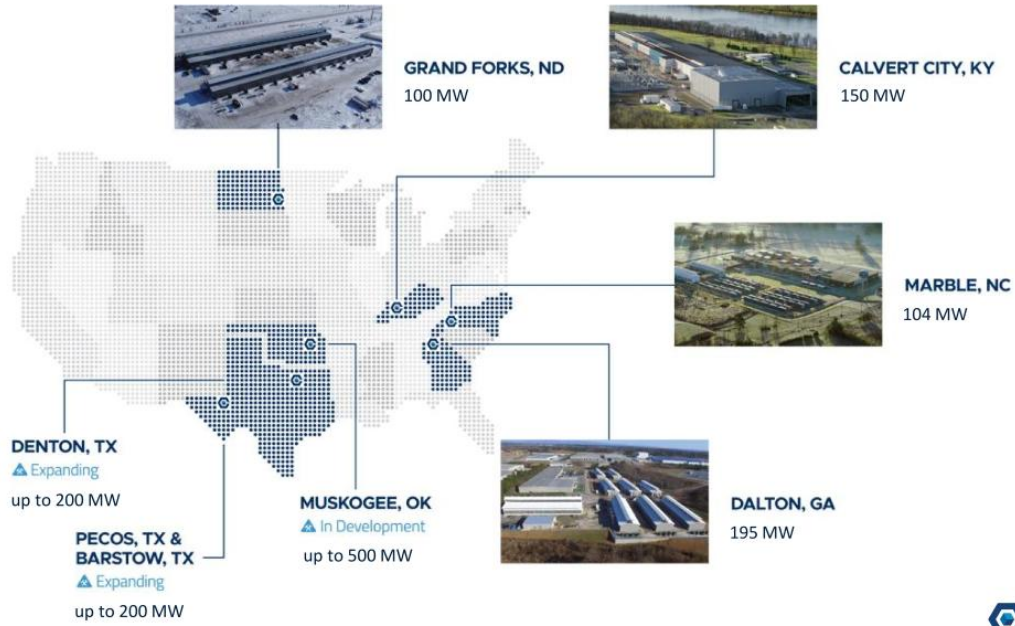 GRAND FORKS, ND
100 MW
CALVERT CITY, KY
150 MW
MARBLE, NC
104 MW
DENTON, TX
Expanding
up to 200 MW
PECOS, TX &
BARSTOW, TX
Expanding
up to 200 MW
MUSKOGEE, OK
In Development
up to 500 MW
DALTON, GA
195 MW